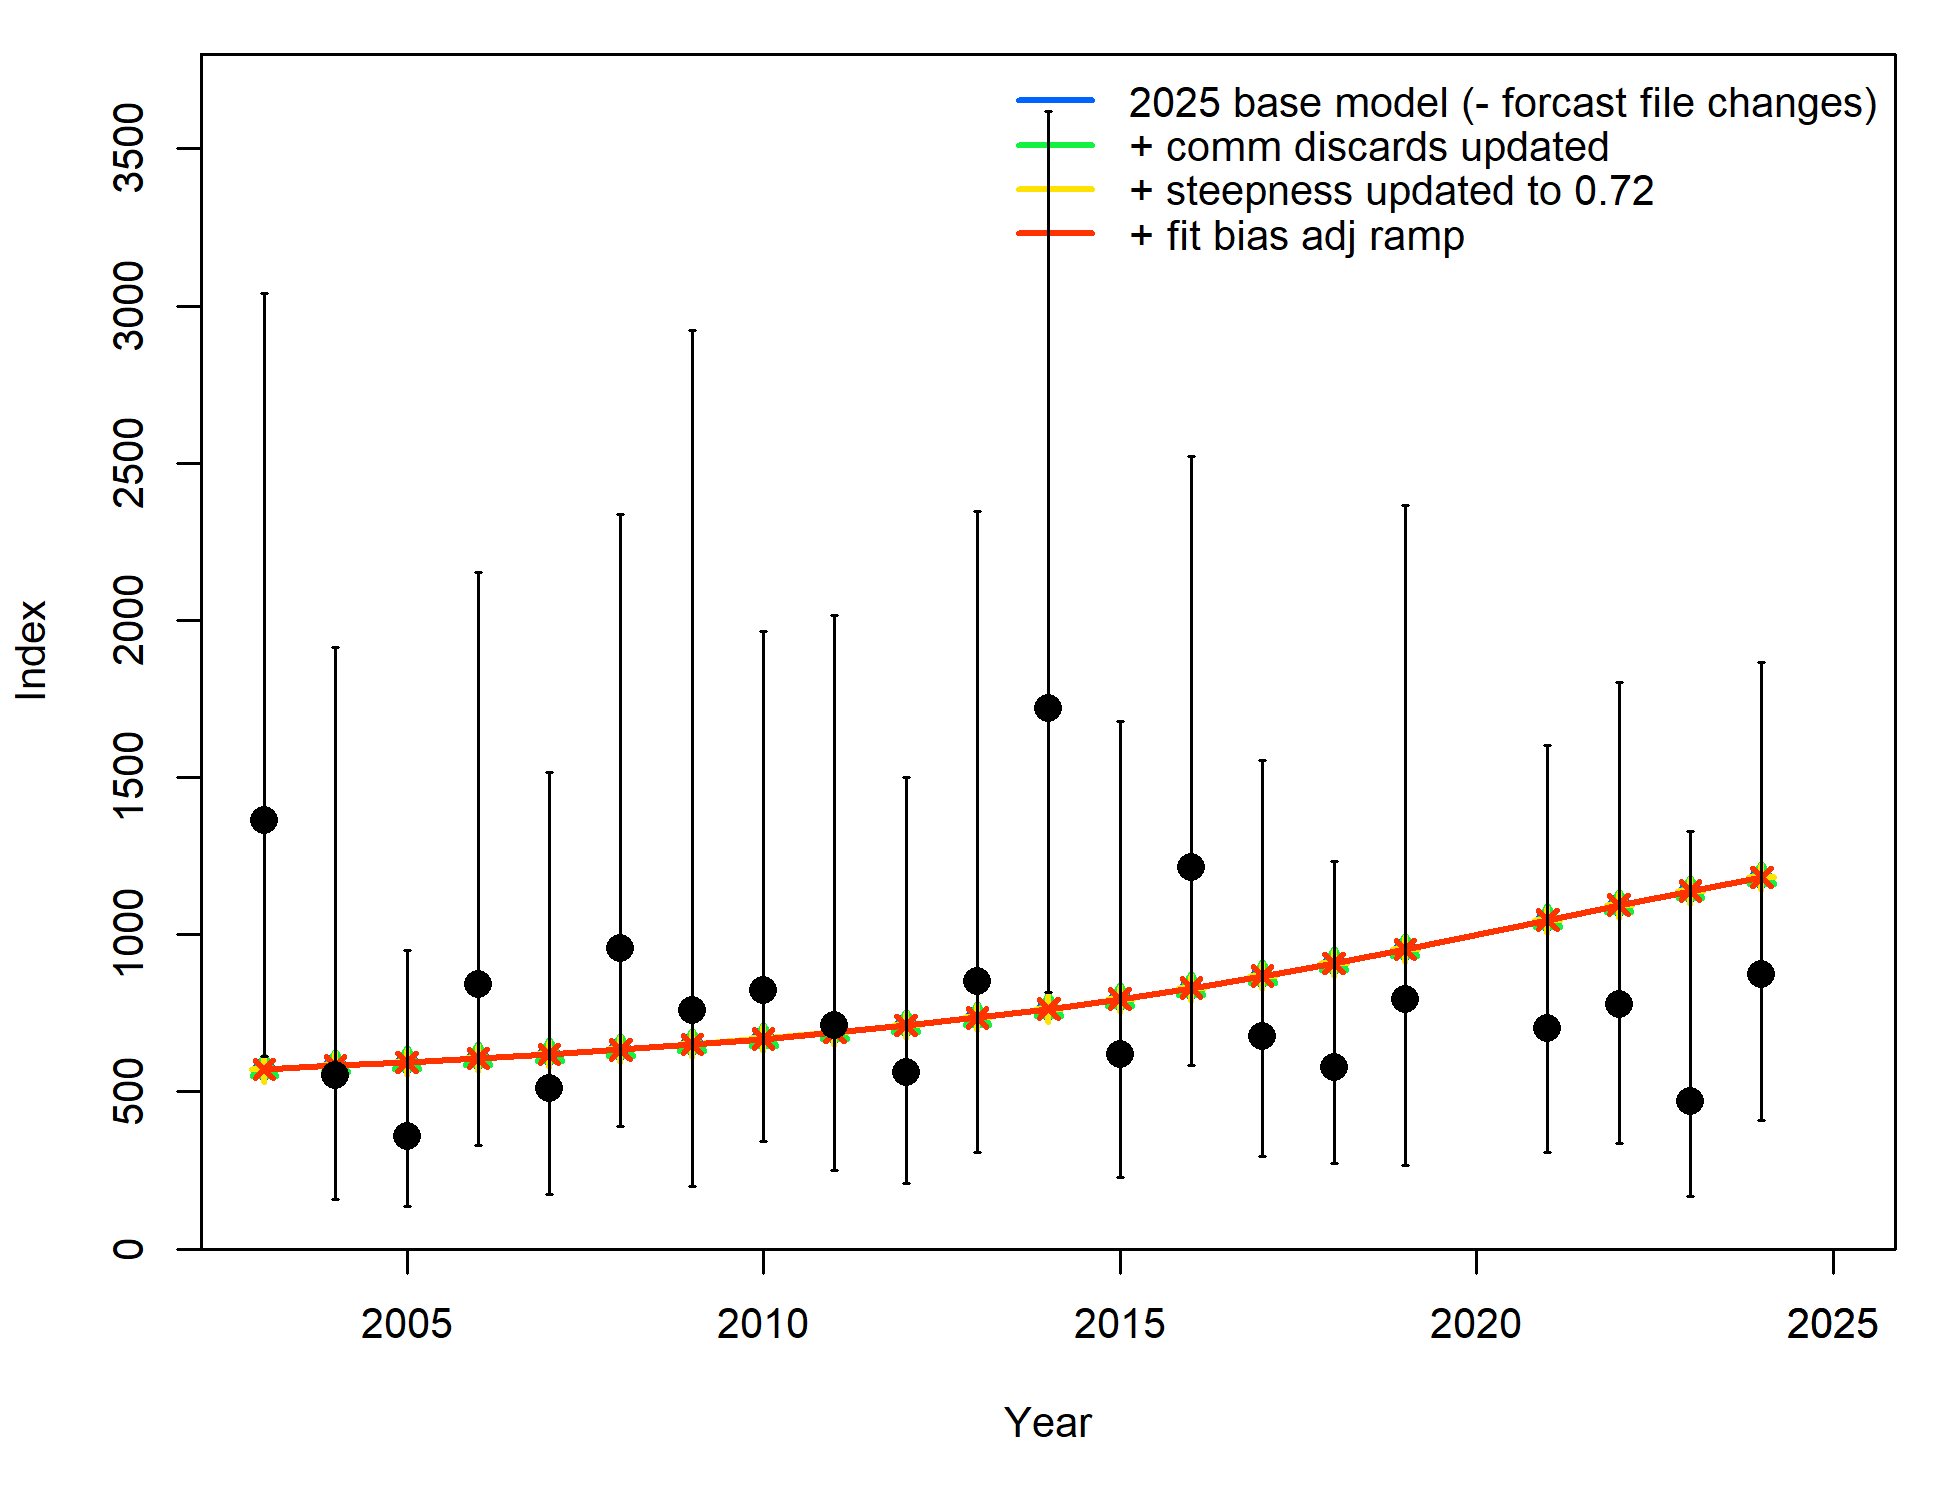 2025 base model (- forcast file changes)
+ comm discards updated
+ steepness updated to 0.72
+ fit bias adj ramp
3500
3000
2500
2000
1500
1000
500
0
Index
2005 2010 2015 2020 2025
Year